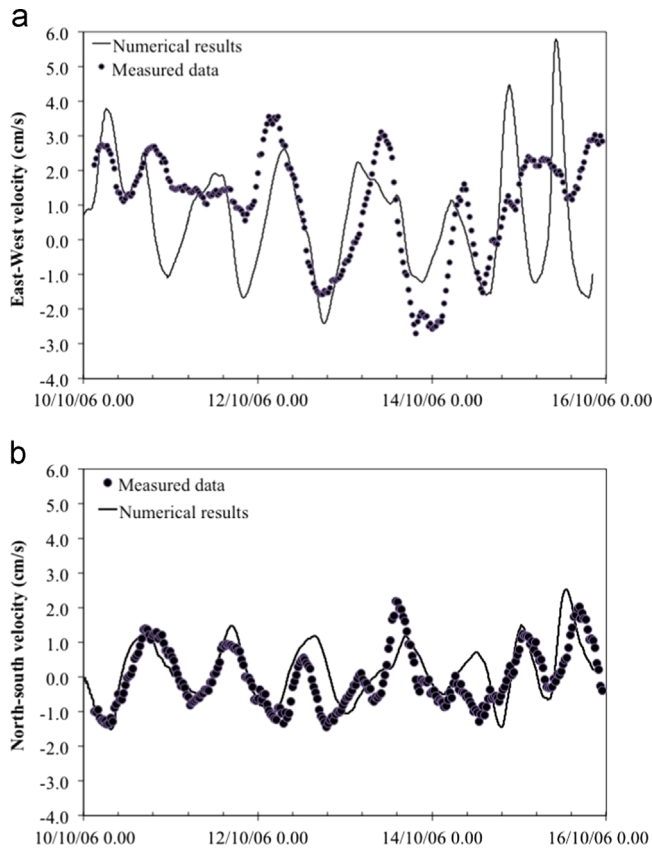 a
6.0
5.0
4.0
3.0
2.0
1.0
0.0
-1.0
-2.0
-3.0
-4.0
East-West velocity (cm/s)
Numerical results
Measured data
10/10/06 0.00 12/10/06 0.00 14/10/06 0.00 16/10/06 0.00
b
6.0
5.0
4.0
3.0
2.0
1.0
0.0
-1.0
-2.0
-3.0
-4.0
North-south velocity (cm/s)
Measured data
Numerical results
10/10/06 0.00 12/10/06 0.00 14/10/06 0.00 16/10/06 0.00